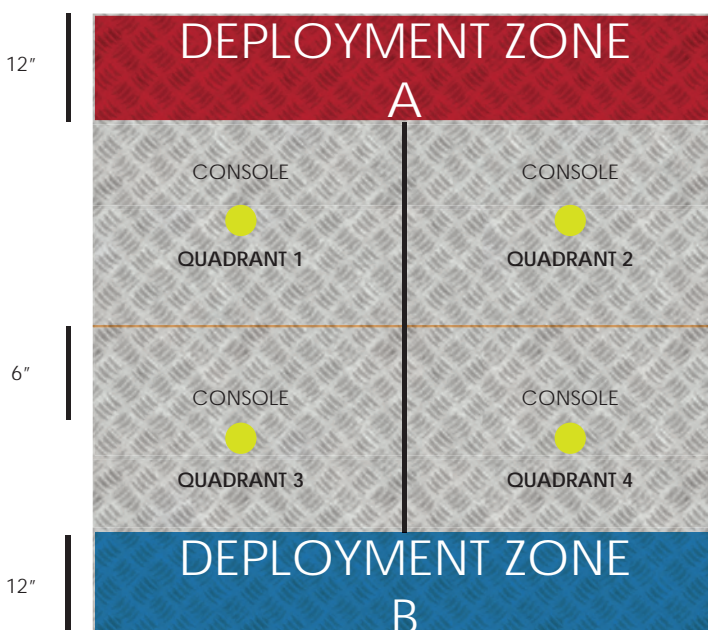 12”
DEPLOYMENT ZONE
A
CONSOLE
CONSOLE
QUADRANT 1
QUADRANT 2
6”
CONSOLE
CONSOLE
QUADRANT 3
QUADRANT 4
12”
DEPLOYMENT ZONE
B